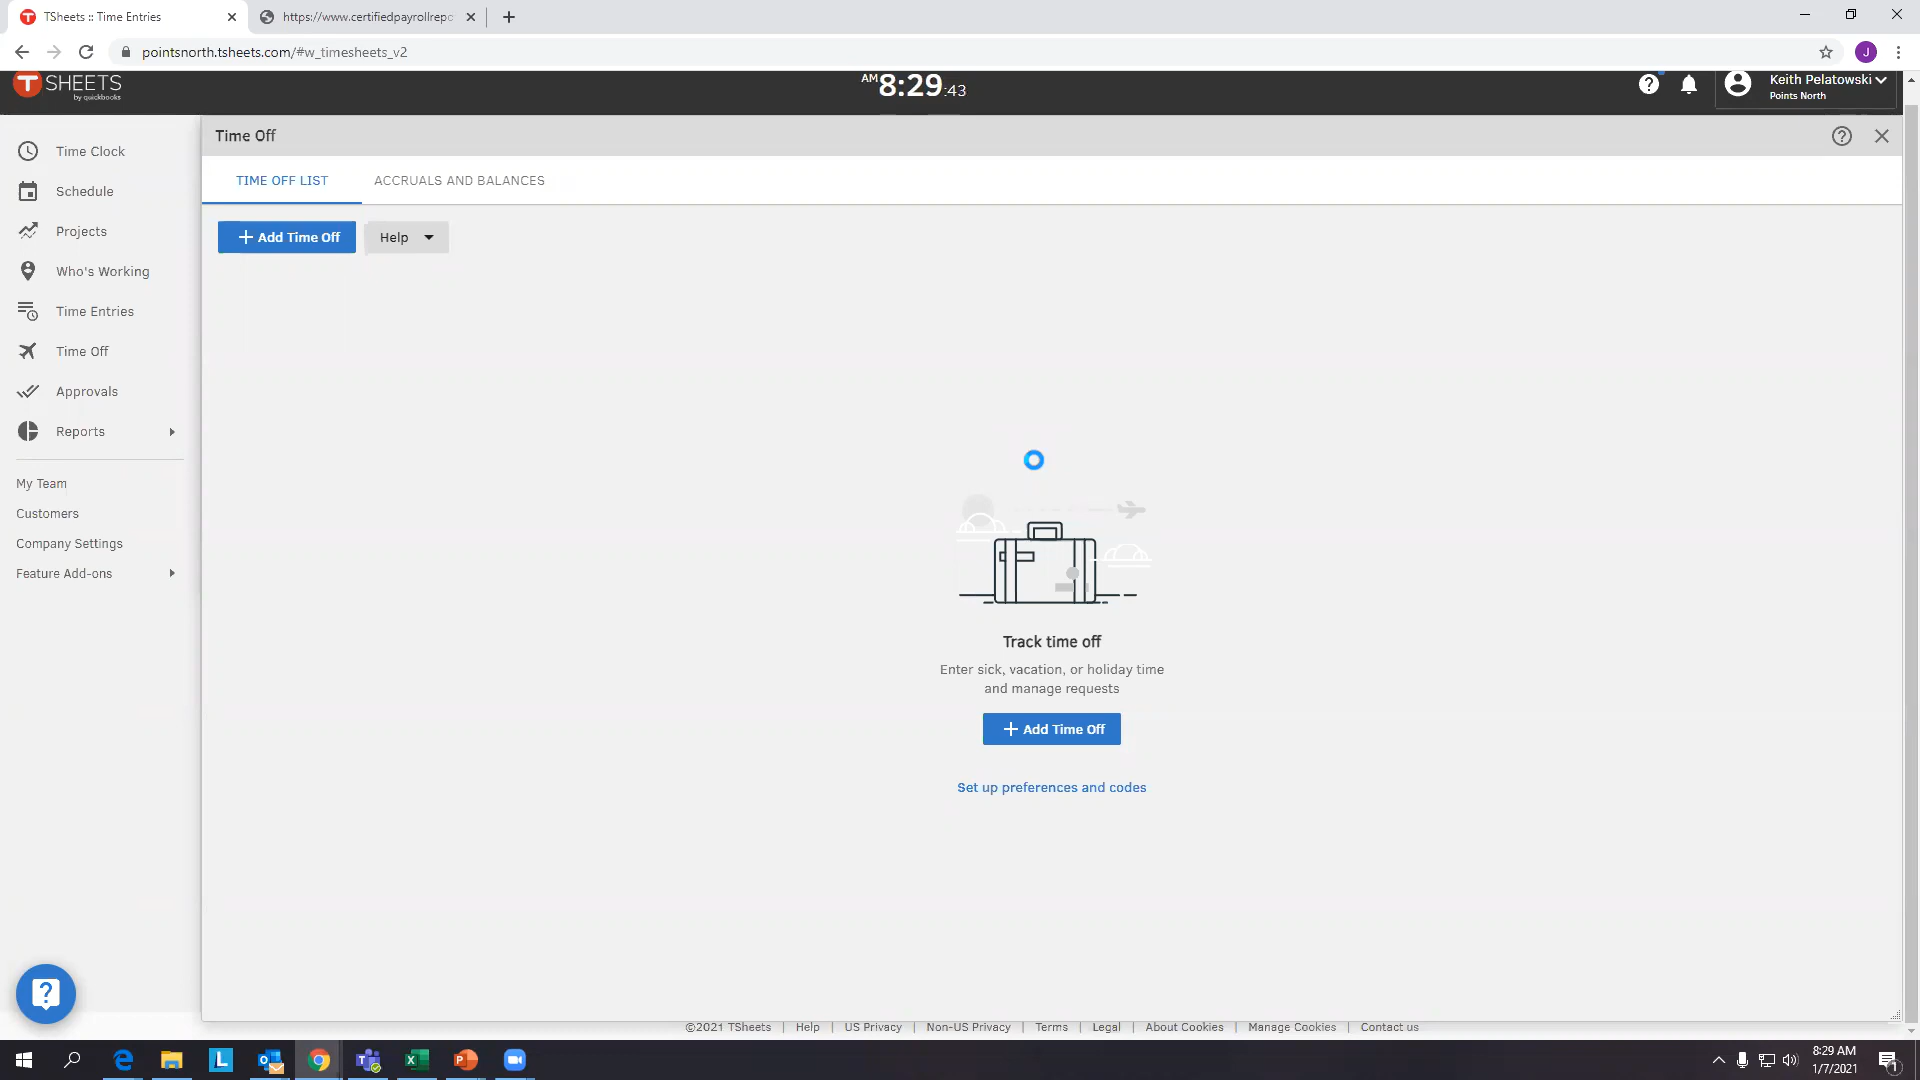 TSheets :: Time Entries
https://www.certifiedpayrollrepo
pointsnorth.tsheets.com/#w_timesheets_v2
J
T SHEETS
by quickbooks
AM 8:29:43
Keith Pelatowski
Points North
Time Off
Time Clock
Schedule
Projects
Who's Working
Time Entries
Time Off
Approvals
Reports
My Team
Customers
Company Settings
Feature Add-ons
TIME OFF LIST
ACCRUALS AND BALANCES
Add Time Off
Help
Track time off
Enter sick, vacation, or holiday time
and manage requests
Add Time Off
Set up preferences and codes
©2021 TSheets | Help | US Privacy | Non-US Privacy | Terms | Legal | About Cookies | Manage Cookies | Contact us
8:29 AM
1/7/2021